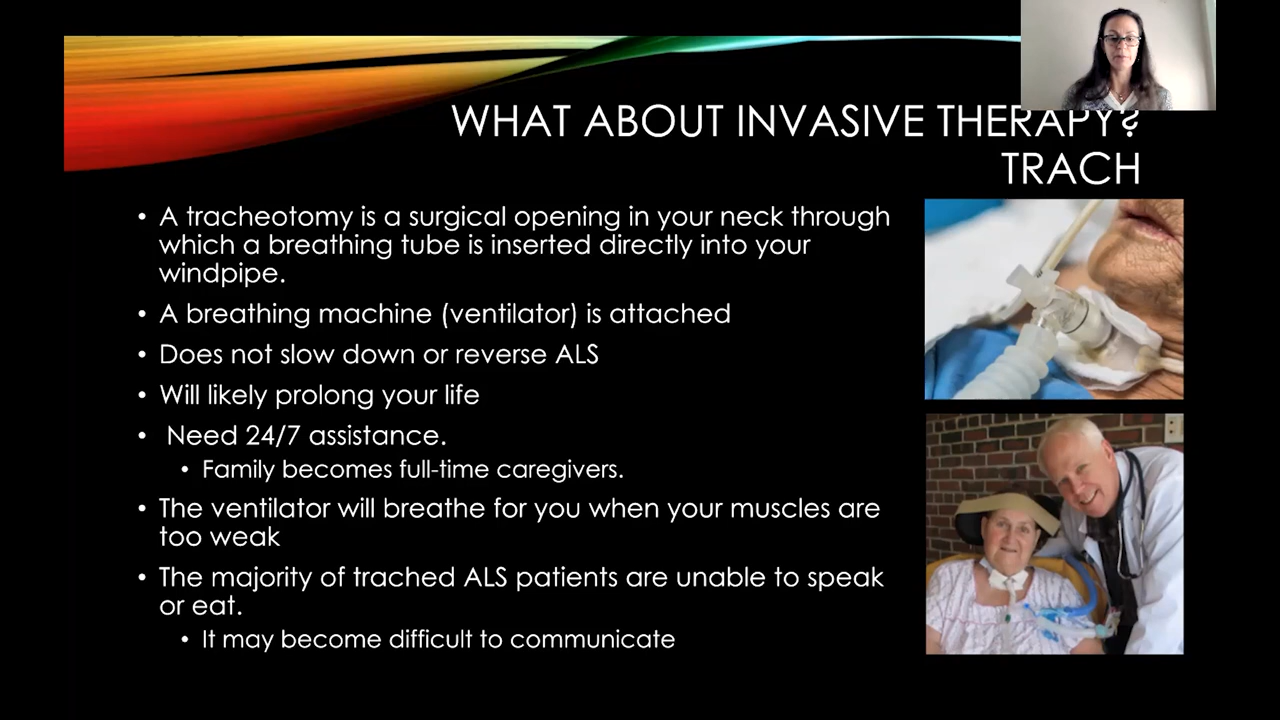 WHAT ABOUT INVASIVE THERAPY?
TRACH
• A tracheotomy is a surgical opening in your neck through
which a breathing tube is inserted directly into your
windpipe.
• A breathing machine (ventilator) is attached
• Does not slow down or reverse ALS
• Will likely prolong your life
• Need 24/7 assistance.
• Family becomes full-time caregivers.
• The ventilator will breathe for you when your muscles are
too weak
• The majority of trached ALS patients are unable to speak
or eat.
• It may become difficult to communicate